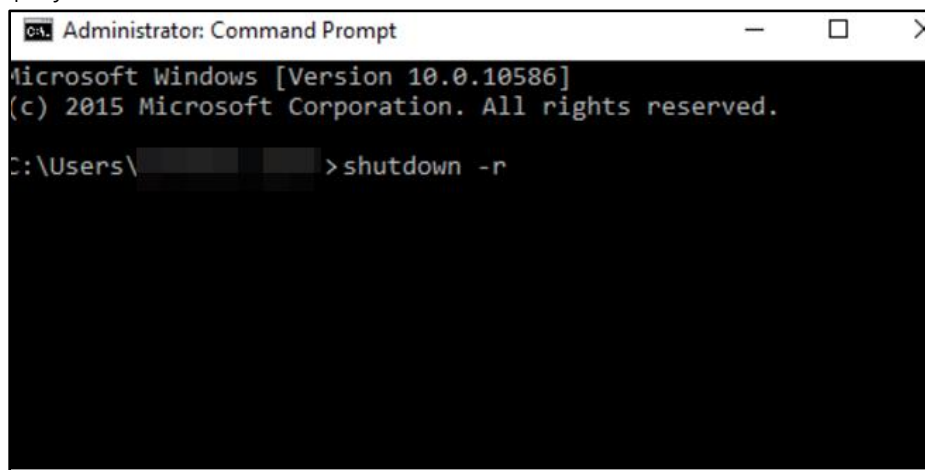 Administrator: Command Prompt
Microsoft Windows [Version 10.0.10586]
(c) 2015 Microsoft Corporation. All rights reserved.
C:\Users\ >shutdown -r